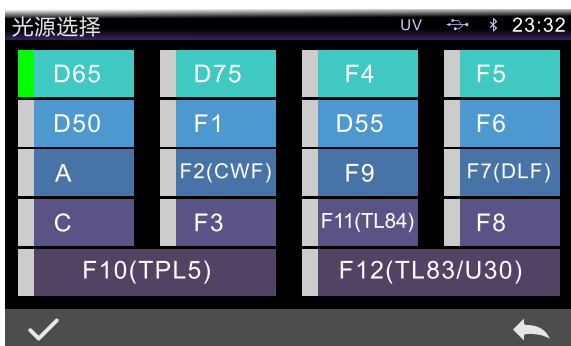 光源选择 UV 23:32
D65 D75 F4 F5
D50 F1 D55 F6
A F2(CWF) F9 F7(DLF)
C F3 F11(TL84) F8
F10(TPL5) F12(TL83/U30)